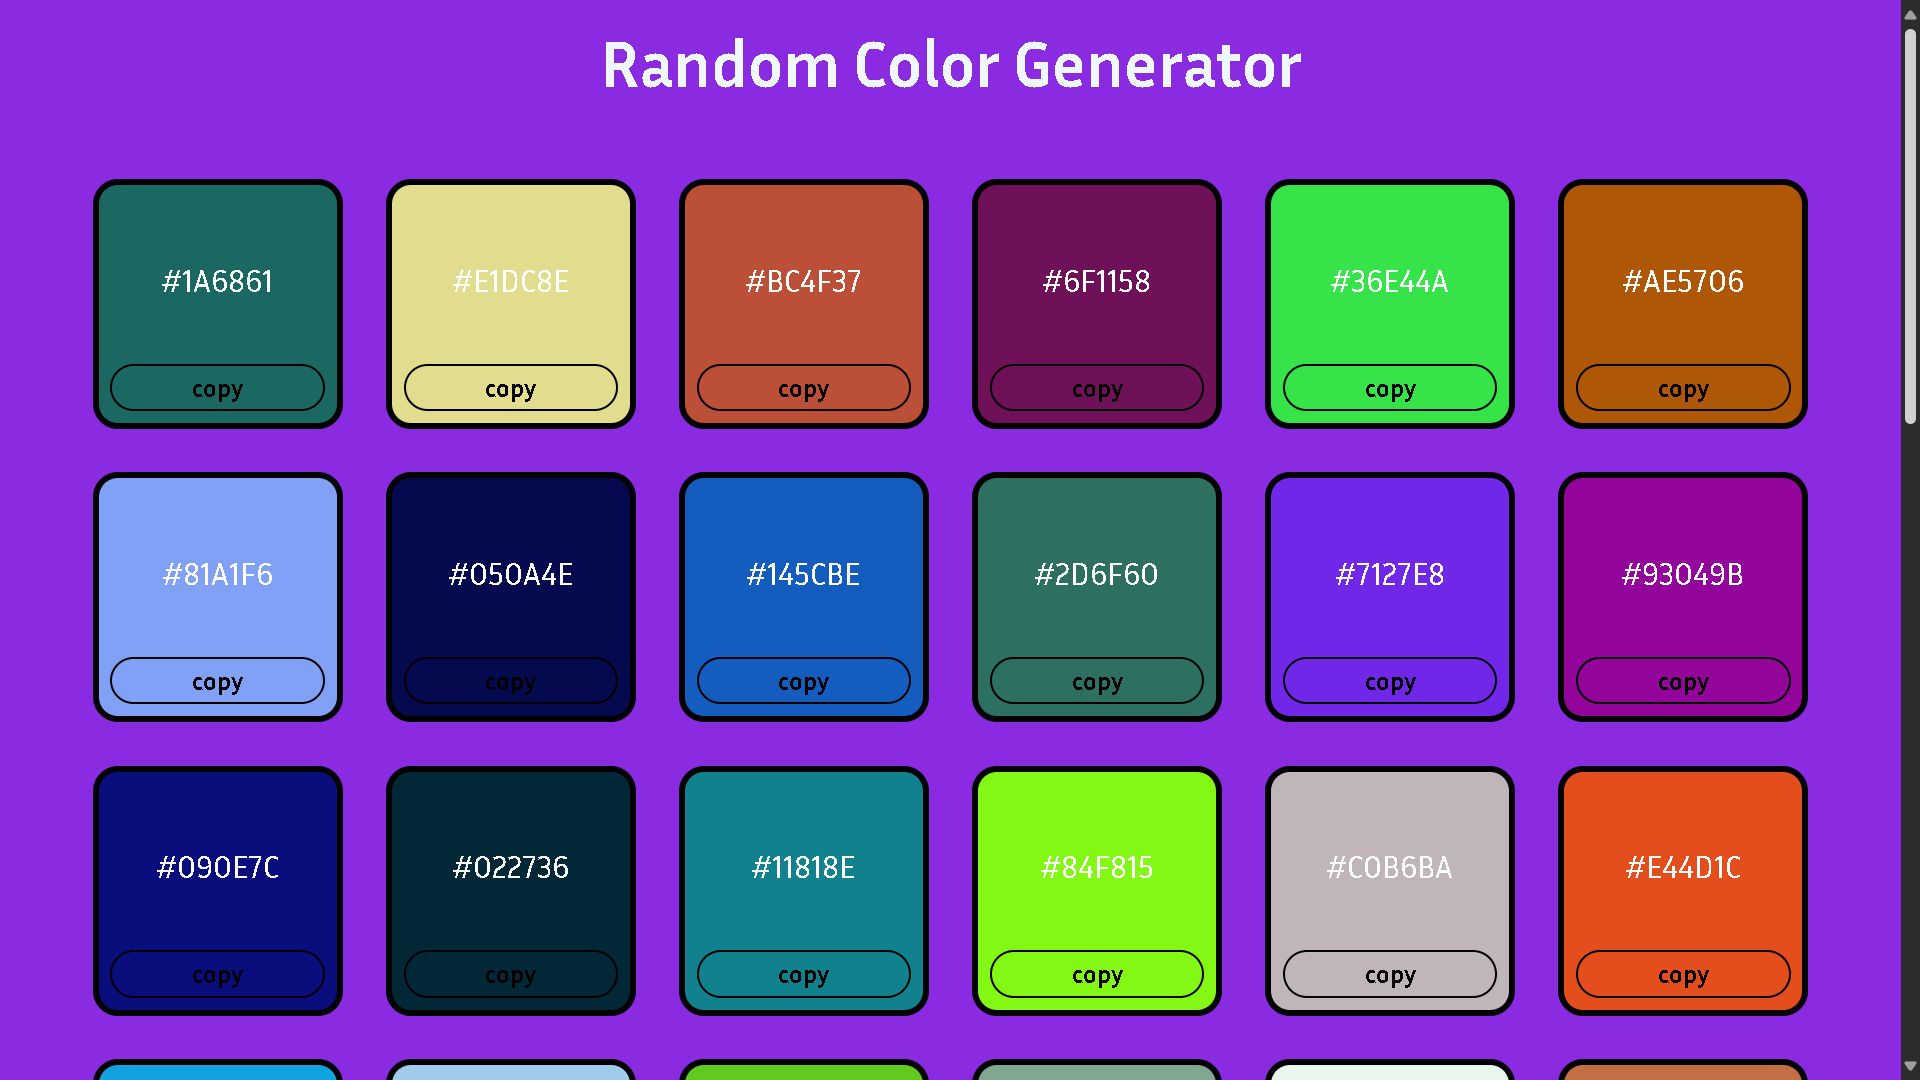 Random Color Generator
#1A6861 #E1DC8E #BC4F37 #6F1158 #36E44A #AE5706
copy copy copy copy copy copy
#81A1F6 #050A4E #145CBE #2D6F60 #7127E8 #93049B
copy copy copy copy copy copy
#090E7C #022736 #11818E #84F815 #C0B6BA #E44D1C
copy copy copy copy copy copy